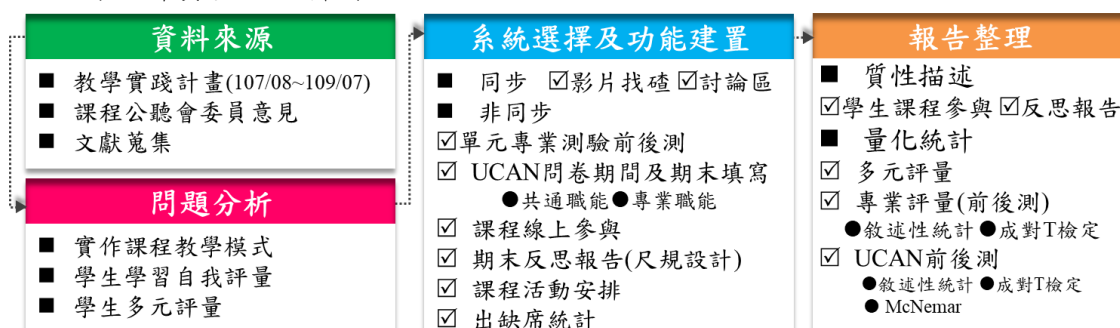 資料來源
■ 教學實踐計畫(107/08~109/07)
■ 課程公聽會委員意見
■ 文獻蒐集
問題分析
■ 實作課程教學模式
■ 學生學習自我評量
■ 學生多元評量
系統選擇及功能建置
■ 同步 ☑影片找碴 ☑討論區
■ 非同步
☑單元專業測驗前後測
☑ UCAN問卷期間及期末填寫
●共通職能●專業職能
☑ 課程線上參與
☑ 期末反思報告(尺規設計)
☑ 課程活動安排
☑ 出缺席統計
報告整理
■ 質性描述
☑學生課程參與 ☑反思報告
■ 量化統計
☑ 多元評量
☑ 專業評量(前後測)
●敘述性統計 ●成對T檢定
☑ UCAN前後測
●敘述性統計 ●成對T檢定
● McNemar